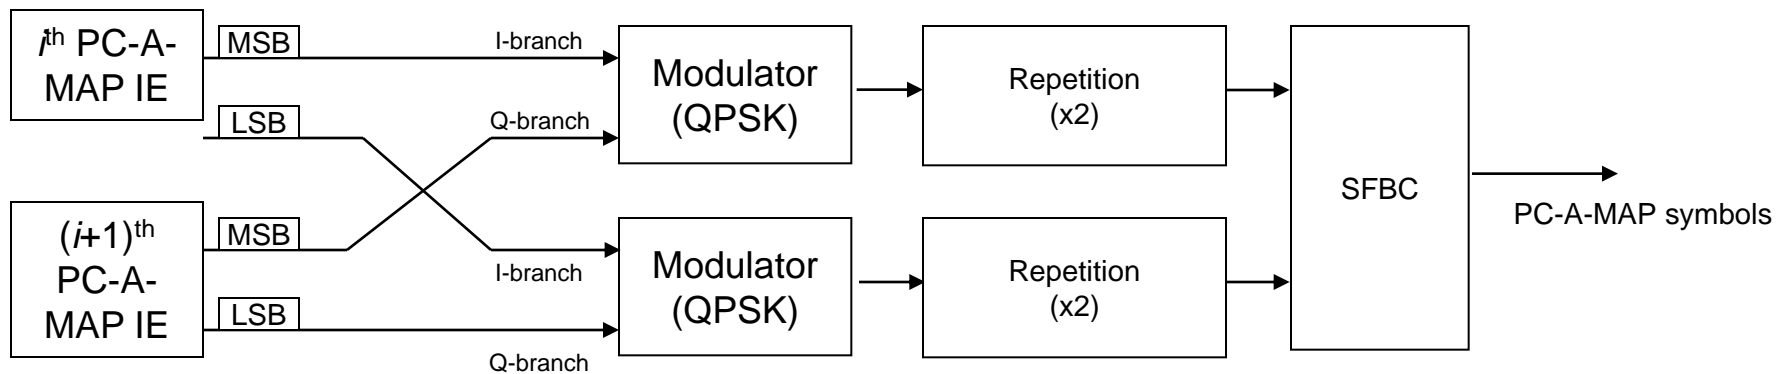 ith PC-A-
MAP IE
MSB
I-branch
LSB
Q-branch
Modulator
(QPSK)
Repetition
(x2)
SFBC
PC-A-MAP symbols
(i+1)th
PC-A-
MAP IE
MSB
I-branch
LSB
Q-branch
Modulator
(QPSK)
Repetition
(x2)